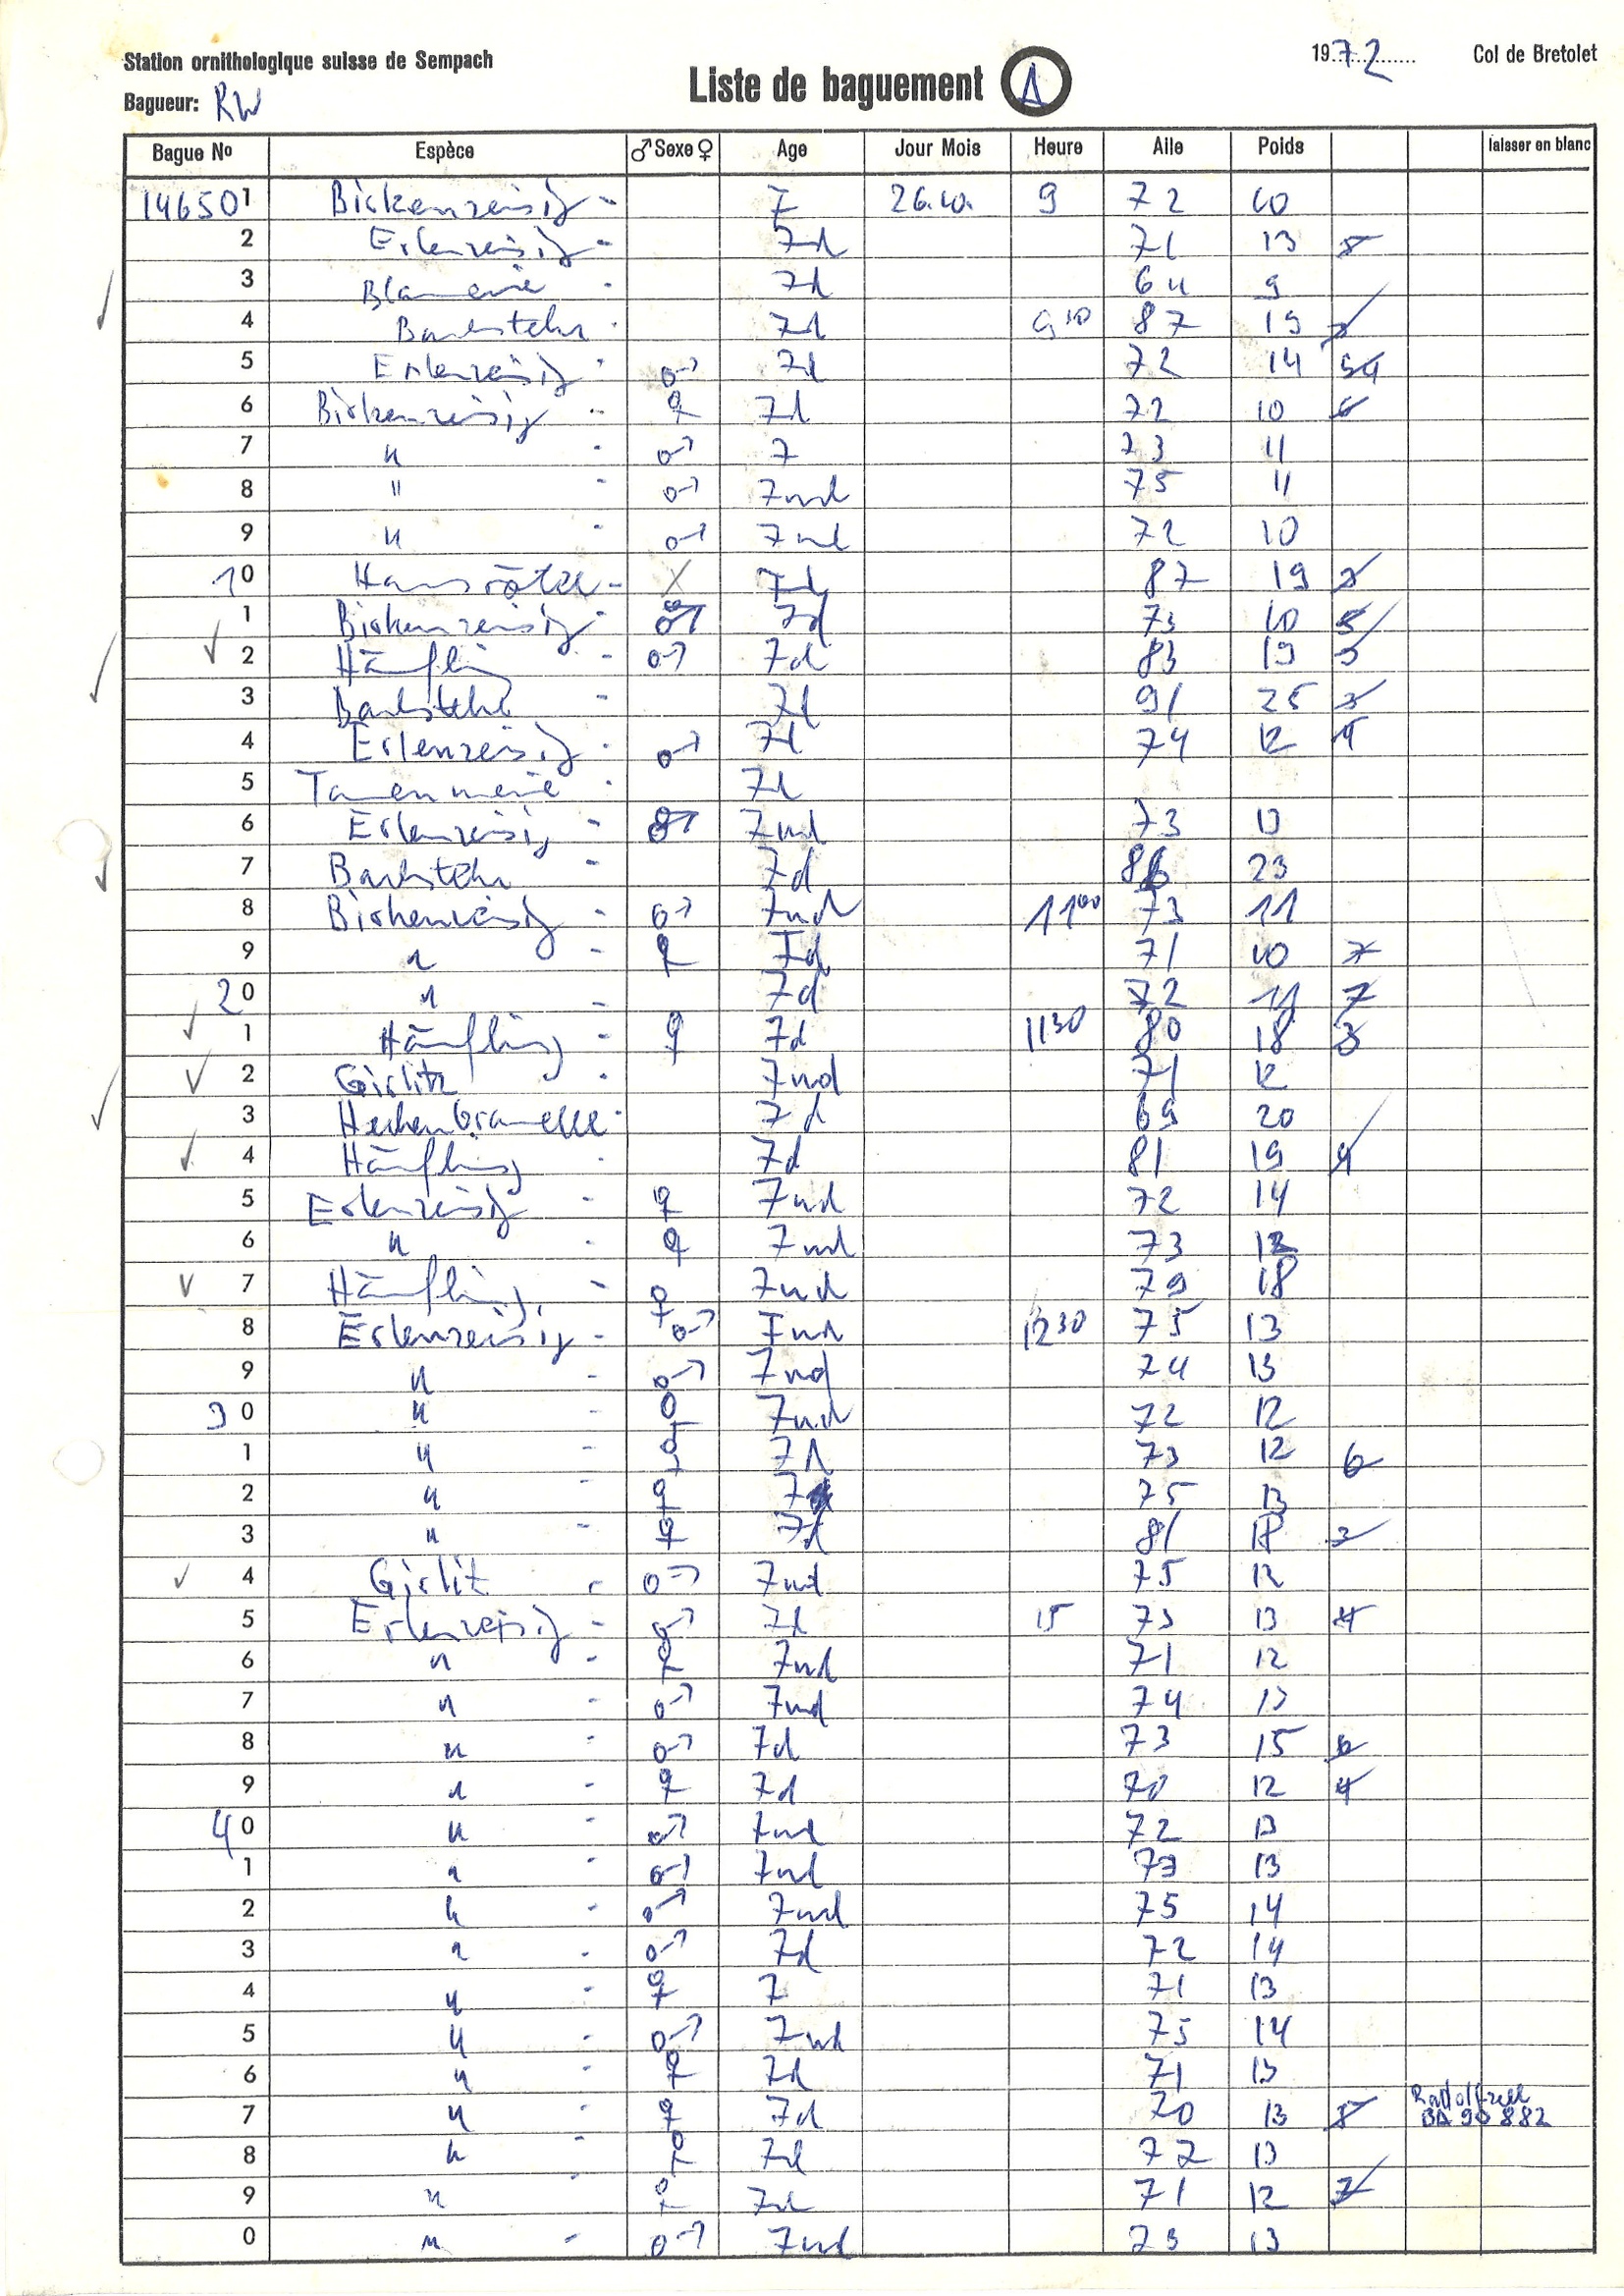 Station ornithologique suisse de Sempach
Bagueur: RW
Liste de baguement A
1972 Col de Bretolet
Bague No Espèce ♂ Sexe ♀ Age Jour Mois Heure Aile Poids laisser en blanc
146501 Birkenzeisig - 7 26.10. 9 72 10
2 Erlenzeisig - 7d 71 13
3 Blaumeise - 7d 64 9
4 Bachstelze - 7d 9 10 87 19
5 Erlenzeisig - ♂ 7d 72 14
6 Birkenzeisig - ♀ 7d 72 10
7 " - ♂ 7 73 11
8 " - ♂ 7nd 75 11
9 " - ♂ 7nd 72 10
10 Hausrötel - X 7d 87 19
1 Birkenzeisig - ♂ 7d 73 10
2 Hänfling ♂ 7d 83 19
3 Bachstelze - 7d 91 25
4 Erlenzeisig - ♂ 7d 74 12
5 Tannenmeise - 7d
6 Erlenzeisig - ♂ 7nd 73 13
7 Bachstelze - 7d 86 23
8 Birkenzeisig - ♂ 7nd 11 00 73 11
9 " - ♀ 7d 71 10 7
20 " - 7d 72 11 7
1 Hänfling - ♀ 7d 11 30 80 18 3
2 Girlitz - 7nd 71 12
3 Heckenbraunelle - 7d 69 20
4 Hänfling - 7d 81 19 4
5 Erlenzeisig - ♀ 7nd 72 14
6 " - ♀ 7nd 73 12
7 Hänfling - ♀ 7nd 79 18
8 Erlenzeisig - ♂ 7nd 12 30 75 13
9 " - ♂ 7nd 74 13
30 " - ♀ 7nd 72 12
1 " - ♀ 7d 73 12 6
2 " - ♀ 7d 75 13
3 " - ♀ 7d 81 18
4 Girlitz - ♂ 7nd 75 12
5 Erlenzeisig - ♂ 7d 15 73 13 4
6 " - ♀ 7nd 71 12
7 " - ♂ 7nd 74 13
8 " - ♂ 7d 73 15 6
9 " - ♀ 7d 70 12 4
40 " - ♂ 7nd 72 13
1 " - ♂ 7nd 73 13
2 " - ♂ 7nd 75 14
3 " - ♂ 7d 72 14
4 " - ♀ 7 71 13
5 " - ♂ 7nd 75 14
6 " - ♀ 7d 71 13
7 " - ♀ 7d 70 13 Radolfzell BA 90882
8 " - ♀ 7d 72 13
9 " - ♀ 7d 71 12 7
0 " - ♂ 7nd 73 13